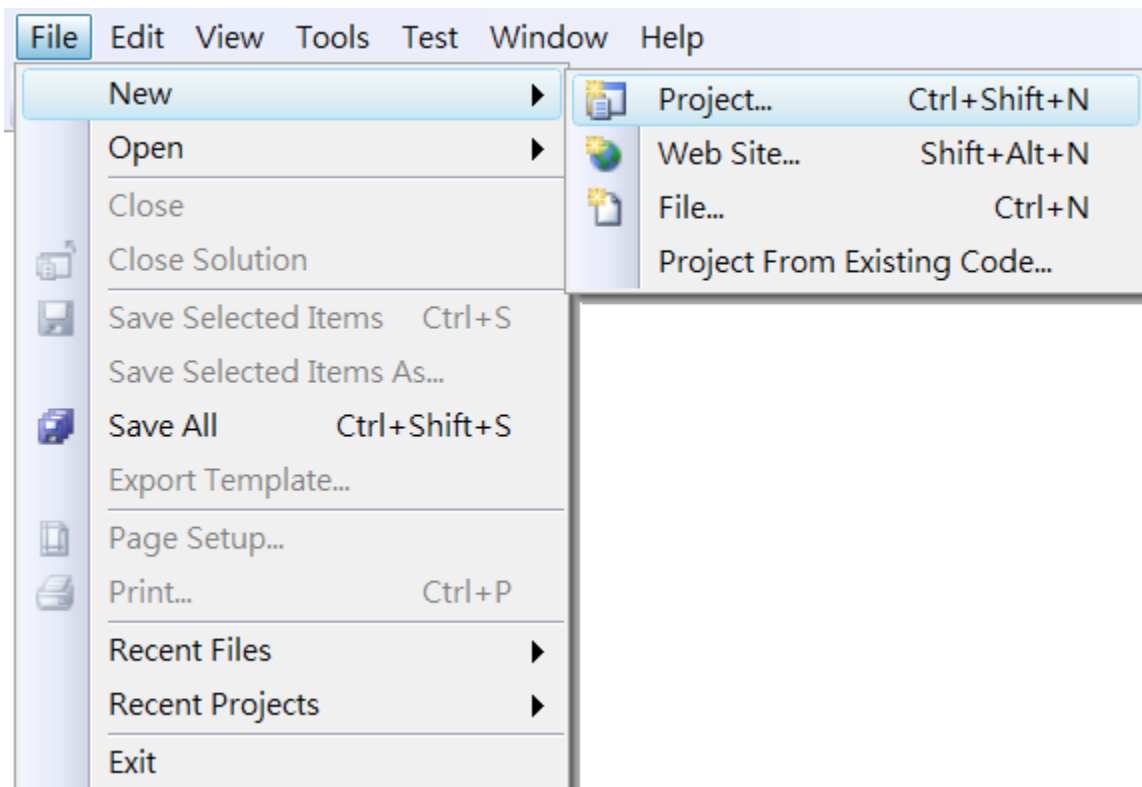 File Edit View Tools Test Window Help
New
Open
Close
Close Solution
Save Selected Items Ctrl+S
Save Selected Items As...
Save All Ctrl+Shift+S
Export Template...
Page Setup...
Print... Ctrl+P
Recent Files
Recent Projects
Exit
Project... Ctrl+Shift+N
Web Site... Shift+Alt+N
File... Ctrl+N
Project From Existing Code...